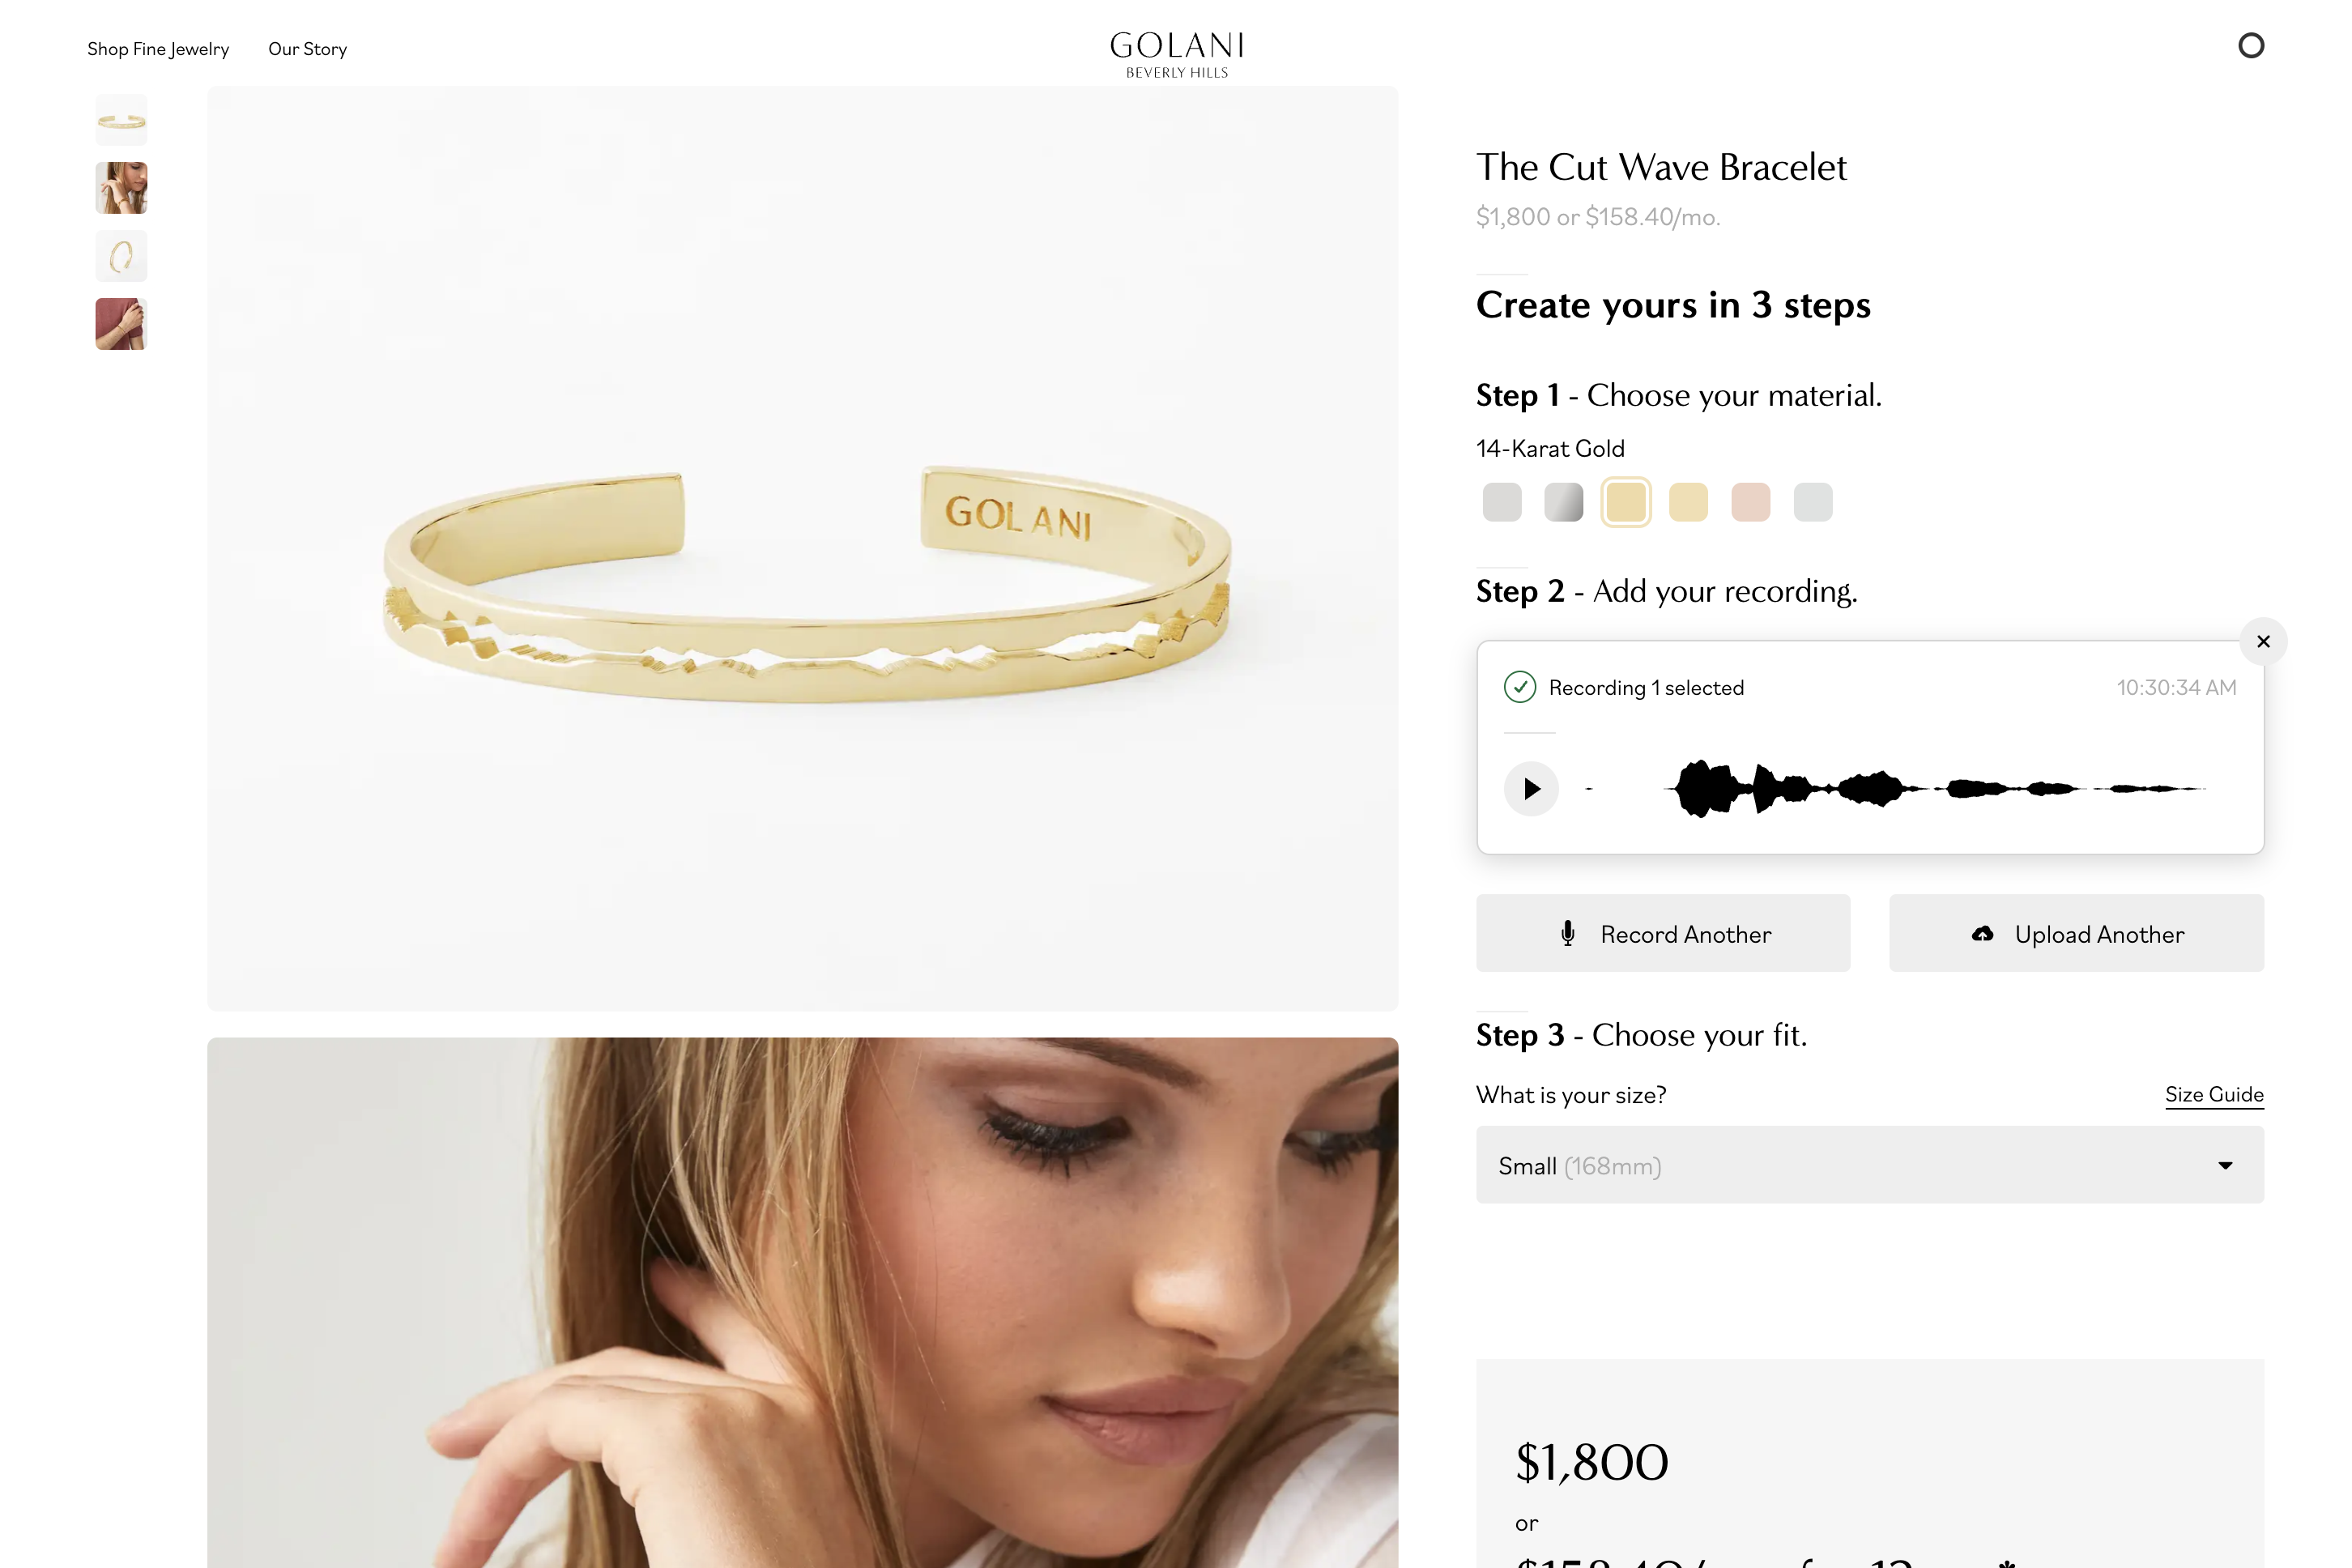 Shop Fine Jewelry
Our Story
GOLANI
BEVERLY HILLS
GOLANI
The Cut Wave Bracelet
$1,800 or $158.40/mo.
Create yours in 3 steps
Step 1 - Choose your material.
14-Karat Gold
Step 2 - Add your recording.
Recording 1 selected
10:30:34 AM
Record Another
Upload Another
Step 3 - Choose your fit.
What is your size?
Size Guide
Small (168mm)
$1,800
or